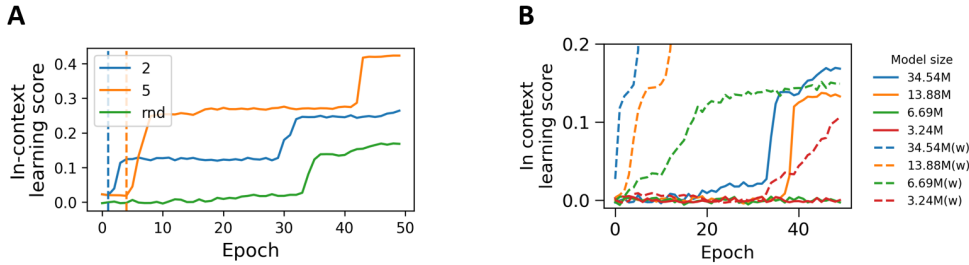 A
In-context
learning score
0.4
0.3
0.2
0.1
0.0
2
5
rnd
0
10
20
30
40
50
Epoch
B
In context
learning score
0.2
0.1
0.0
0
20
40
Epoch
Model size
34.54M
13.88M
6.69M
3.24M
34.54M(w)
13.88M(w)
6.69M(w)
3.24M(w)